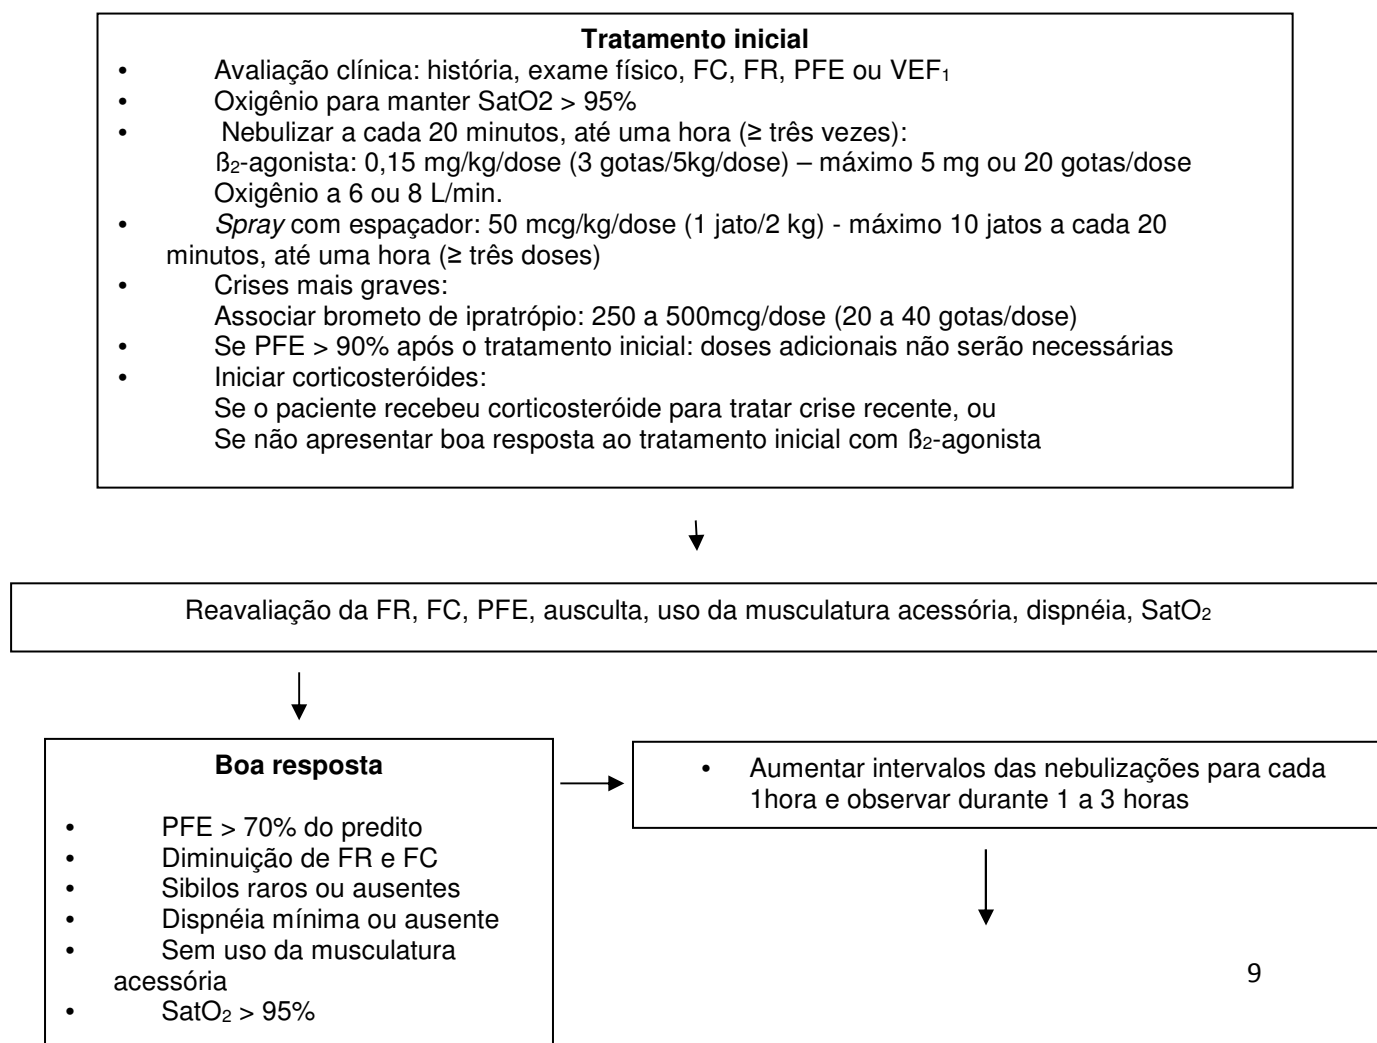 Tratamento inicial
• Avaliação clínica: história, exame físico, FC, FR, PFE ou VEF₁
• Oxigênio para manter SatO2 > 95%
• Nebulizar a cada 20 minutos, até uma hora (≥ três vezes):
ß₂-agonista: 0,15 mg/kg/dose (3 gotas/5kg/dose) – máximo 5 mg ou 20 gotas/dose
Oxigênio a 6 ou 8 L/min.
• Spray com espaçador: 50 mcg/kg/dose (1 jato/2 kg) - máximo 10 jatos a cada 20
minutos, até uma hora (≥ três doses)
• Crises mais graves:
Associar brometo de ipratrópio: 250 a 500mcg/dose (20 a 40 gotas/dose)
• Se PFE > 90% após o tratamento inicial: doses adicionais não serão necessárias
• Iniciar corticosteróides:
Se o paciente recebeu corticosteróide para tratar crise recente, ou
Se não apresentar boa resposta ao tratamento inicial com ß₂-agonista
Reavaliação da FR, FC, PFE, ausculta, uso da musculatura acessória, dispnéia, SatO₂
Boa resposta
• PFE > 70% do predito
• Diminuição de FR e FC
• Sibilos raros ou ausentes
• Dispnéia mínima ou ausente
• Sem uso da musculatura
acessória
• SatO₂ > 95%
• Aumentar intervalos das nebulizações para cada
1hora e observar durante 1 a 3 horas
9